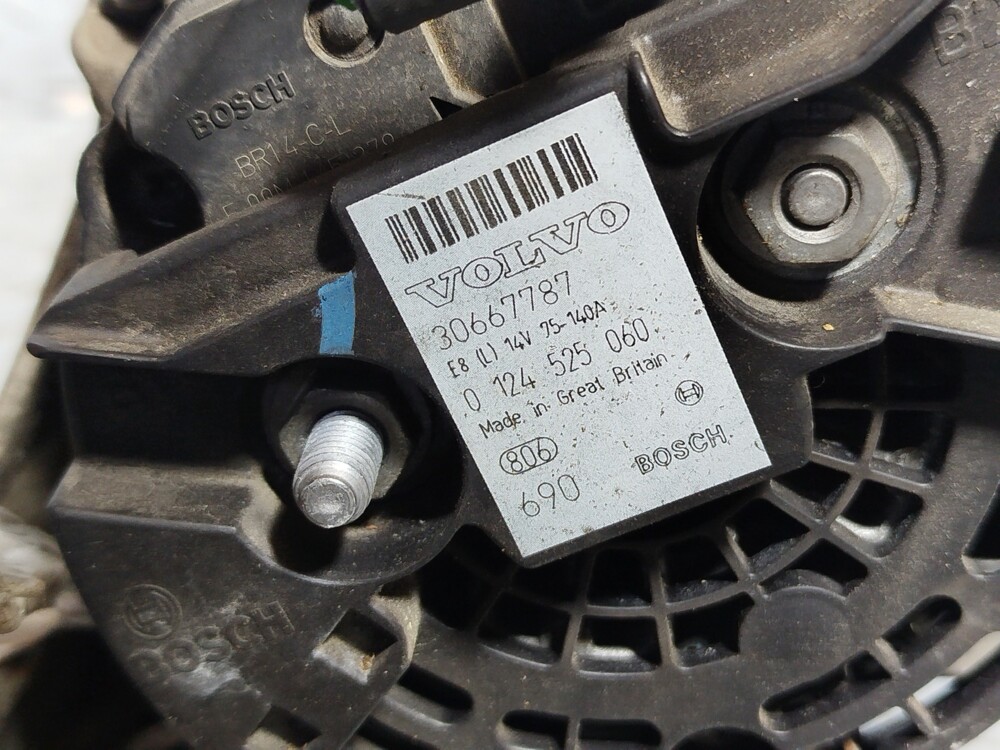 BOSCH
BR14-C-L
VOLVO
30667787
E8 (L) 14V 75-140A
0 124 525 060
Made in Great Britain
806
690
BOSCH
BOSCH